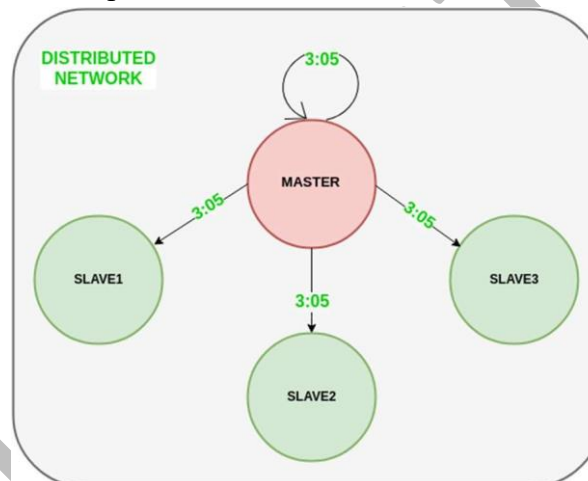 DISTRIBUTED
NETWORK
3:05
MASTER
3:05
3:05
SLAVE1
SLAVE3
3:05
SLAVE2